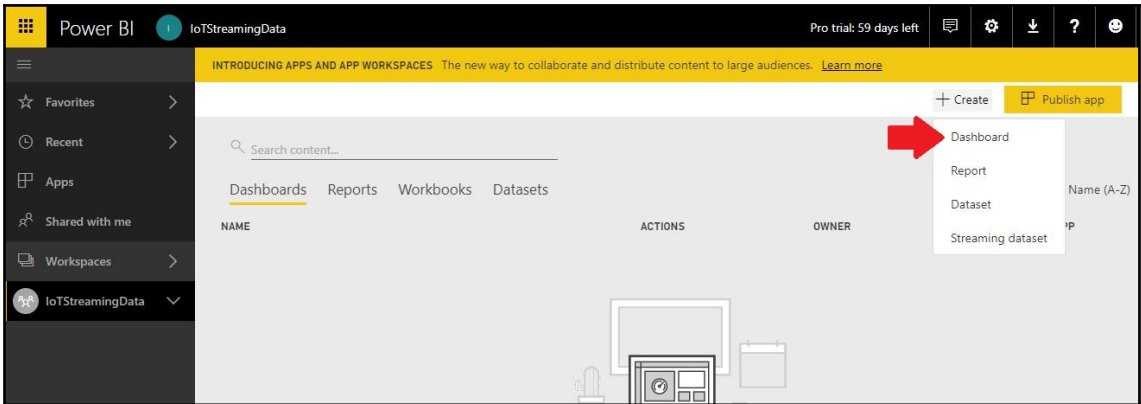 Power BI I IoTStreamingData Pro trial: 59 days left ?
INTRODUCING APPS AND APP WORKSPACES The new way to collaborate and distribute content to large audiences. Learn more
Favorites
Recent
Apps
Shared with me
Workspaces
IoTStreamingData
+ Create Publish app
Search content...
Dashboards Reports Workbooks Datasets
Name (A-Z)
NAME ACTIONS OWNER
Dashboard
Report
Dataset
Streaming dataset